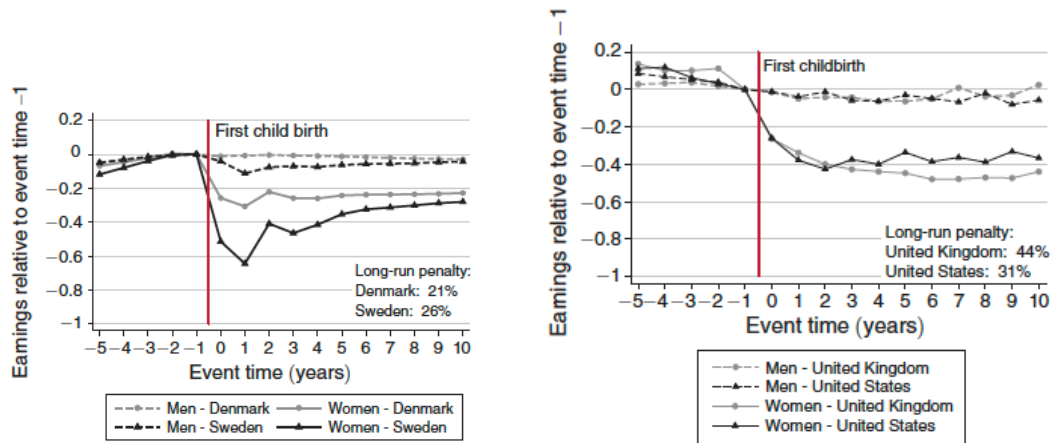 Earnings relative to event time −1
0.2
0
−0.2
−0.4
−0.6
−0.8
−1
First child birth
Long-run penalty:
Denmark: 21%
Sweden: 26%
−5 −4 −3 −2 −1 0 1 2 3 4 5 6 7 8 9 10
Event time (years)
Men - Denmark
Women - Denmark
Men - Sweden
Women - Sweden
Earnings relative to event time −1
0.2
0
−0.2
−0.4
−0.6
−0.8
−1
First childbirth
Long-run penalty:
United Kingdom: 44%
United States: 31%
−5 −4 −3 −2 −1 0 1 2 3 4 5 6 7 8 9 10
Event time (years)
Men - United Kingdom
Men - United States
Women - United Kingdom
Women - United States